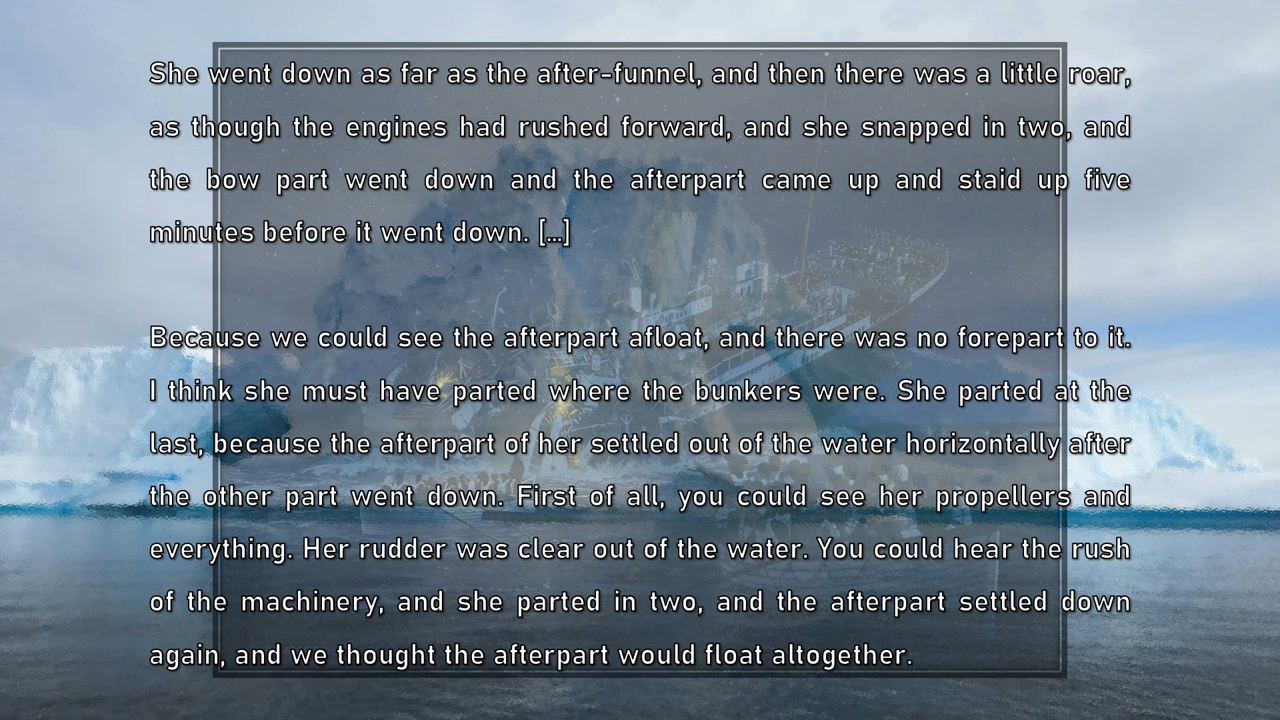 She went down as far as the after-funnel, and then there was a little roar,
as though the engines had rushed forward, and she snapped in two, and
the bow part went down and the afterpart came up and staid up five
minutes before it went down. […]
Because we could see the afterpart afloat, and there was no forepart to it.
I think she must have parted where the bunkers were. She parted at the
last, because the afterpart of her settled out of the water horizontally after
the other part went down. First of all, you could see her propellers and
everything. Her rudder was clear out of the water. You could hear the rush
of the machinery, and she parted in two, and the afterpart settled down
again, and we thought the afterpart would float altogether.